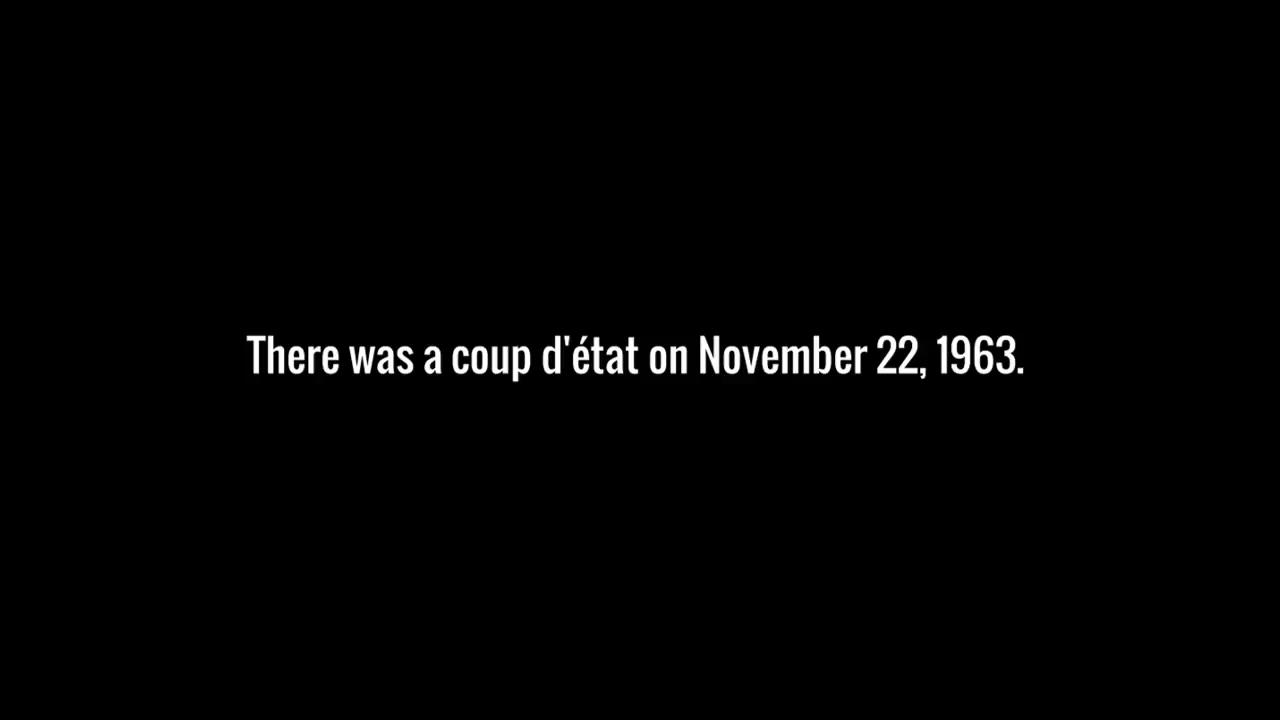 There was a coup d'état on November 22, 1963.